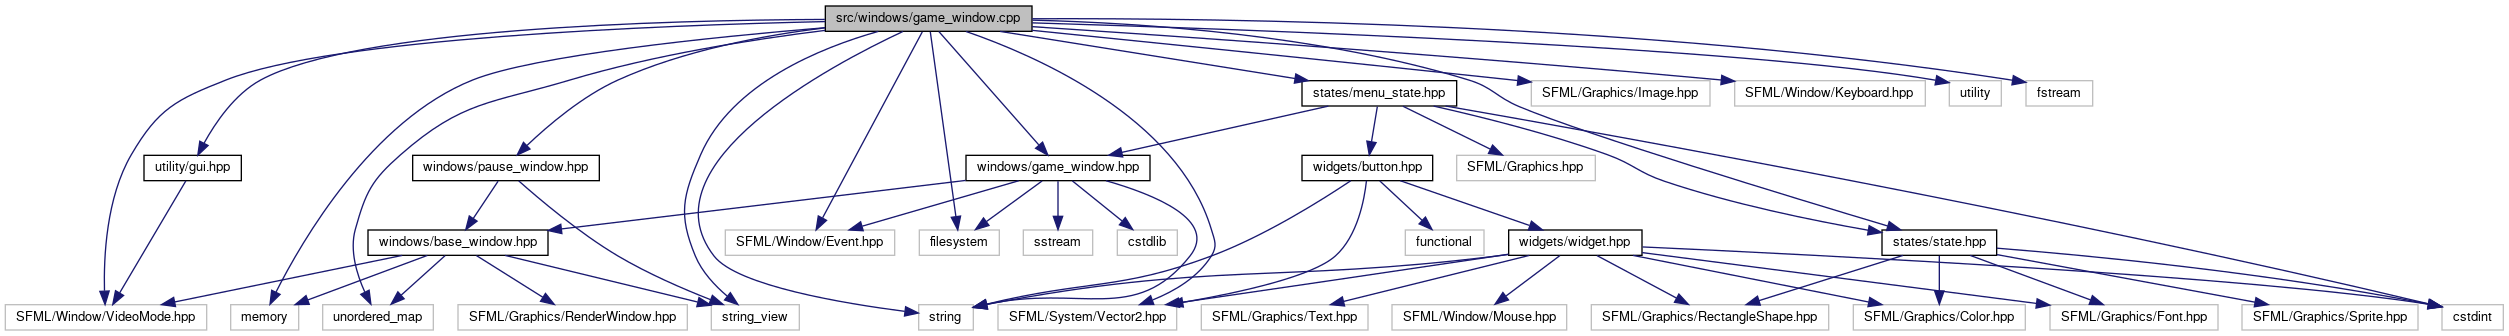 src/windows/game_window.cpp
states/menu_state.hpp
SFML/Graphics/Image.hpp
SFML/Window/Keyboard.hpp
utility
fstream
utility/gui.hpp
windows/pause_window.hpp
windows/game_window.hpp
widgets/button.hpp
SFML/Graphics.hpp
windows/base_window.hpp
SFML/Window/Event.hpp
filesystem
sstream
cstdlib
functional
widgets/widget.hpp
states/state.hpp
SFML/Window/VideoMode.hpp
memory
unordered_map
SFML/Graphics/RenderWindow.hpp
string_view
string
SFML/System/Vector2.hpp
SFML/Graphics/Text.hpp
SFML/Window/Mouse.hpp
SFML/Graphics/RectangleShape.hpp
SFML/Graphics/Color.hpp
SFML/Graphics/Font.hpp
SFML/Graphics/Sprite.hpp
cstdint